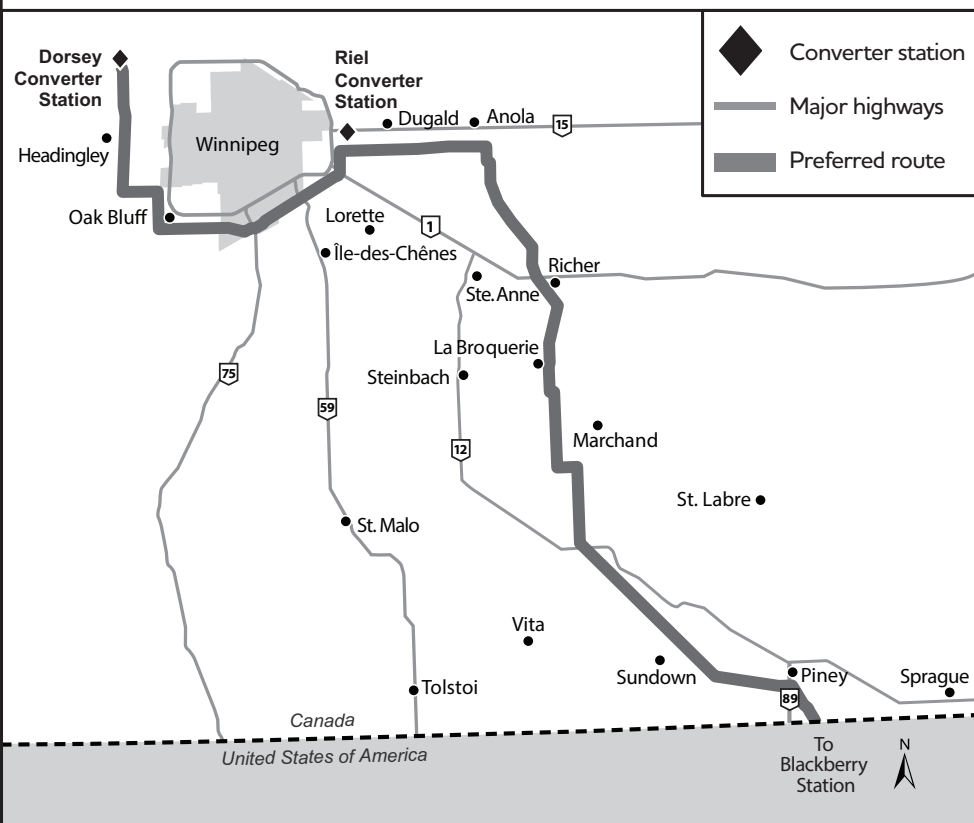 Dorsey
Converter
Station
Riel
Converter
Station
Converter station
Major highways
Preferred route
Dugald
Anola
15
Headingley
Winnipeg
Oak Bluff
Lorette
1
Île-des-Chênes
Richer
Ste. Anne
La Broquerie
75
Steinbach
59
Marchand
12
St. Labre
St. Malo
Vita
Sundown
Piney
Sprague
Tolstoi
89
Canada
United States of America
To
Blackberry
Station
N